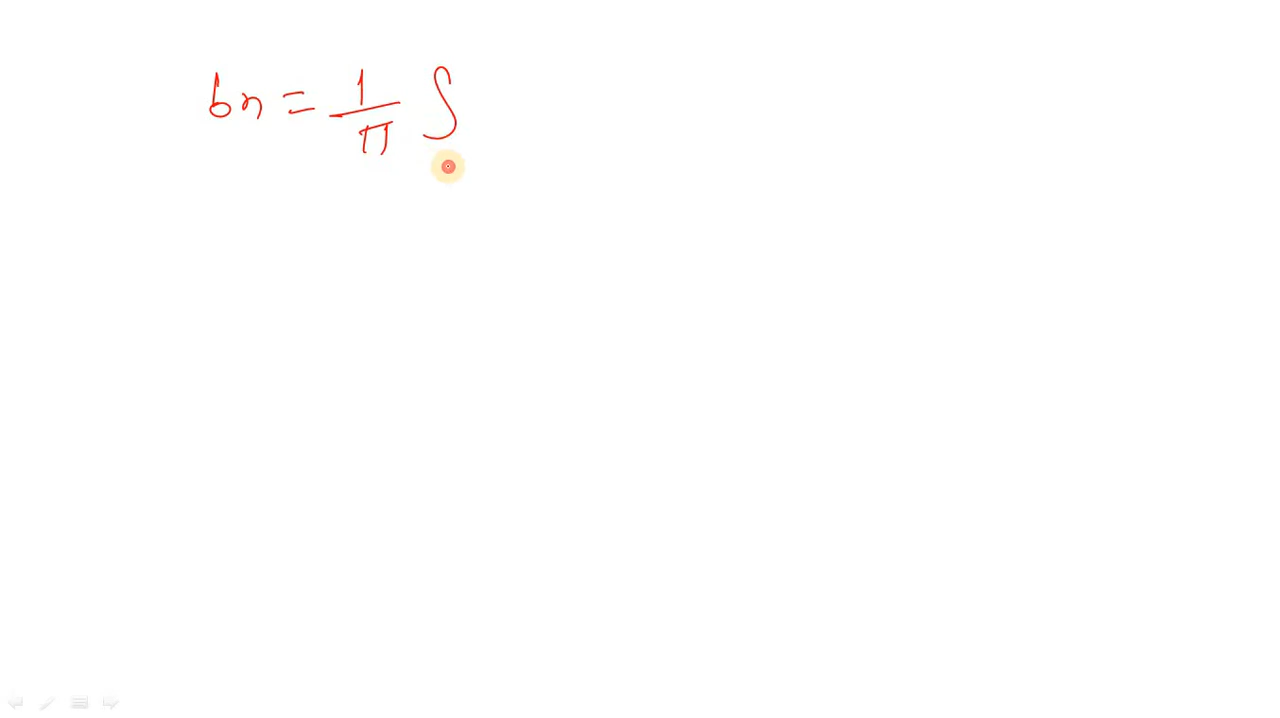 bn = 1/π ∫